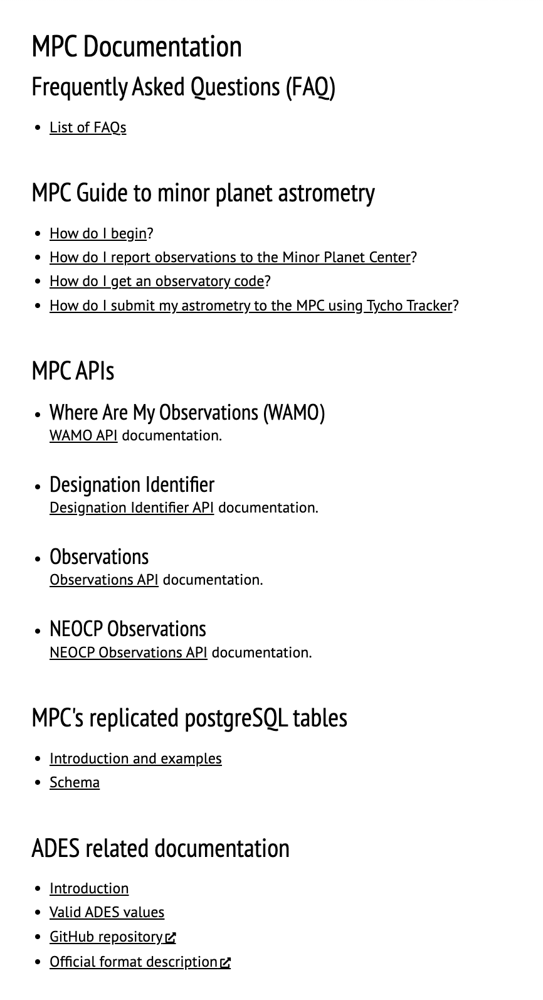 MPC Documentation
Frequently Asked Questions (FAQ)
• List of FAQs
MPC Guide to minor planet astrometry
• How do I begin?
• How do I report observations to the Minor Planet Center?
• How do I get an observatory code?
• How do I submit my astrometry to the MPC using Tycho Tracker?
MPC APIs
• Where Are My Observations (WAMO)
WAMO API documentation.
• Designation Identifier
Designation Identifier API documentation.
• Observations
Observations API documentation.
• NEOCP Observations
NEOCP Observations API documentation.
MPC's replicated postgreSQL tables
• Introduction and examples
• Schema
ADES related documentation
• Introduction
• Valid ADES values
• GitHub repository
• Official format description